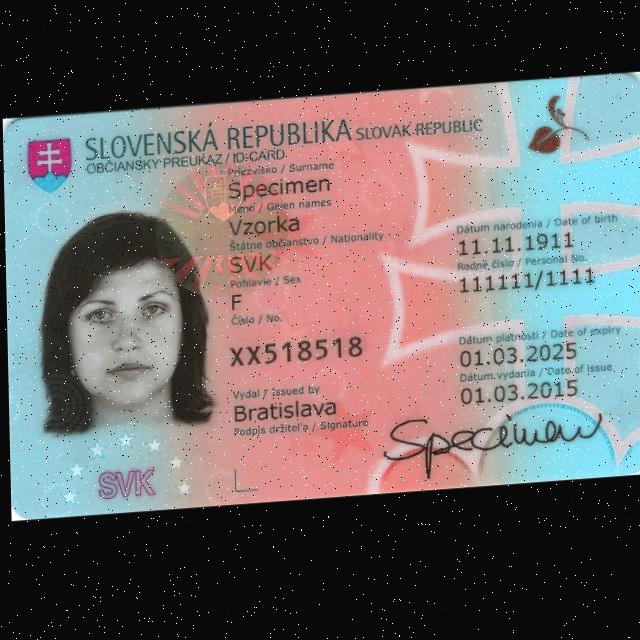 SLOVENSKÁ REPUBLIKA SLOVAK REPUBLIC
OBČIANSKY PREUKAZ / ID-CARD
Priezvisko / Surname
Specimen
Meno / Given names
Vzorka
Štátne občianstvo / Nationality
SVK
Pohlavie / Sex
F
Číslo / No.
XX518518
Vydal / Issued by
Bratislava
Podpis držiteľa / Signature
Dátum narodenia / Date of birth
11.11.1911
Rodné číslo / Personal No.
111111/1111
Dátum platnosti / Date of expiry
01.03.2025
Dátum vydania / Date of issue
01.03.2015
Specimen
SVK